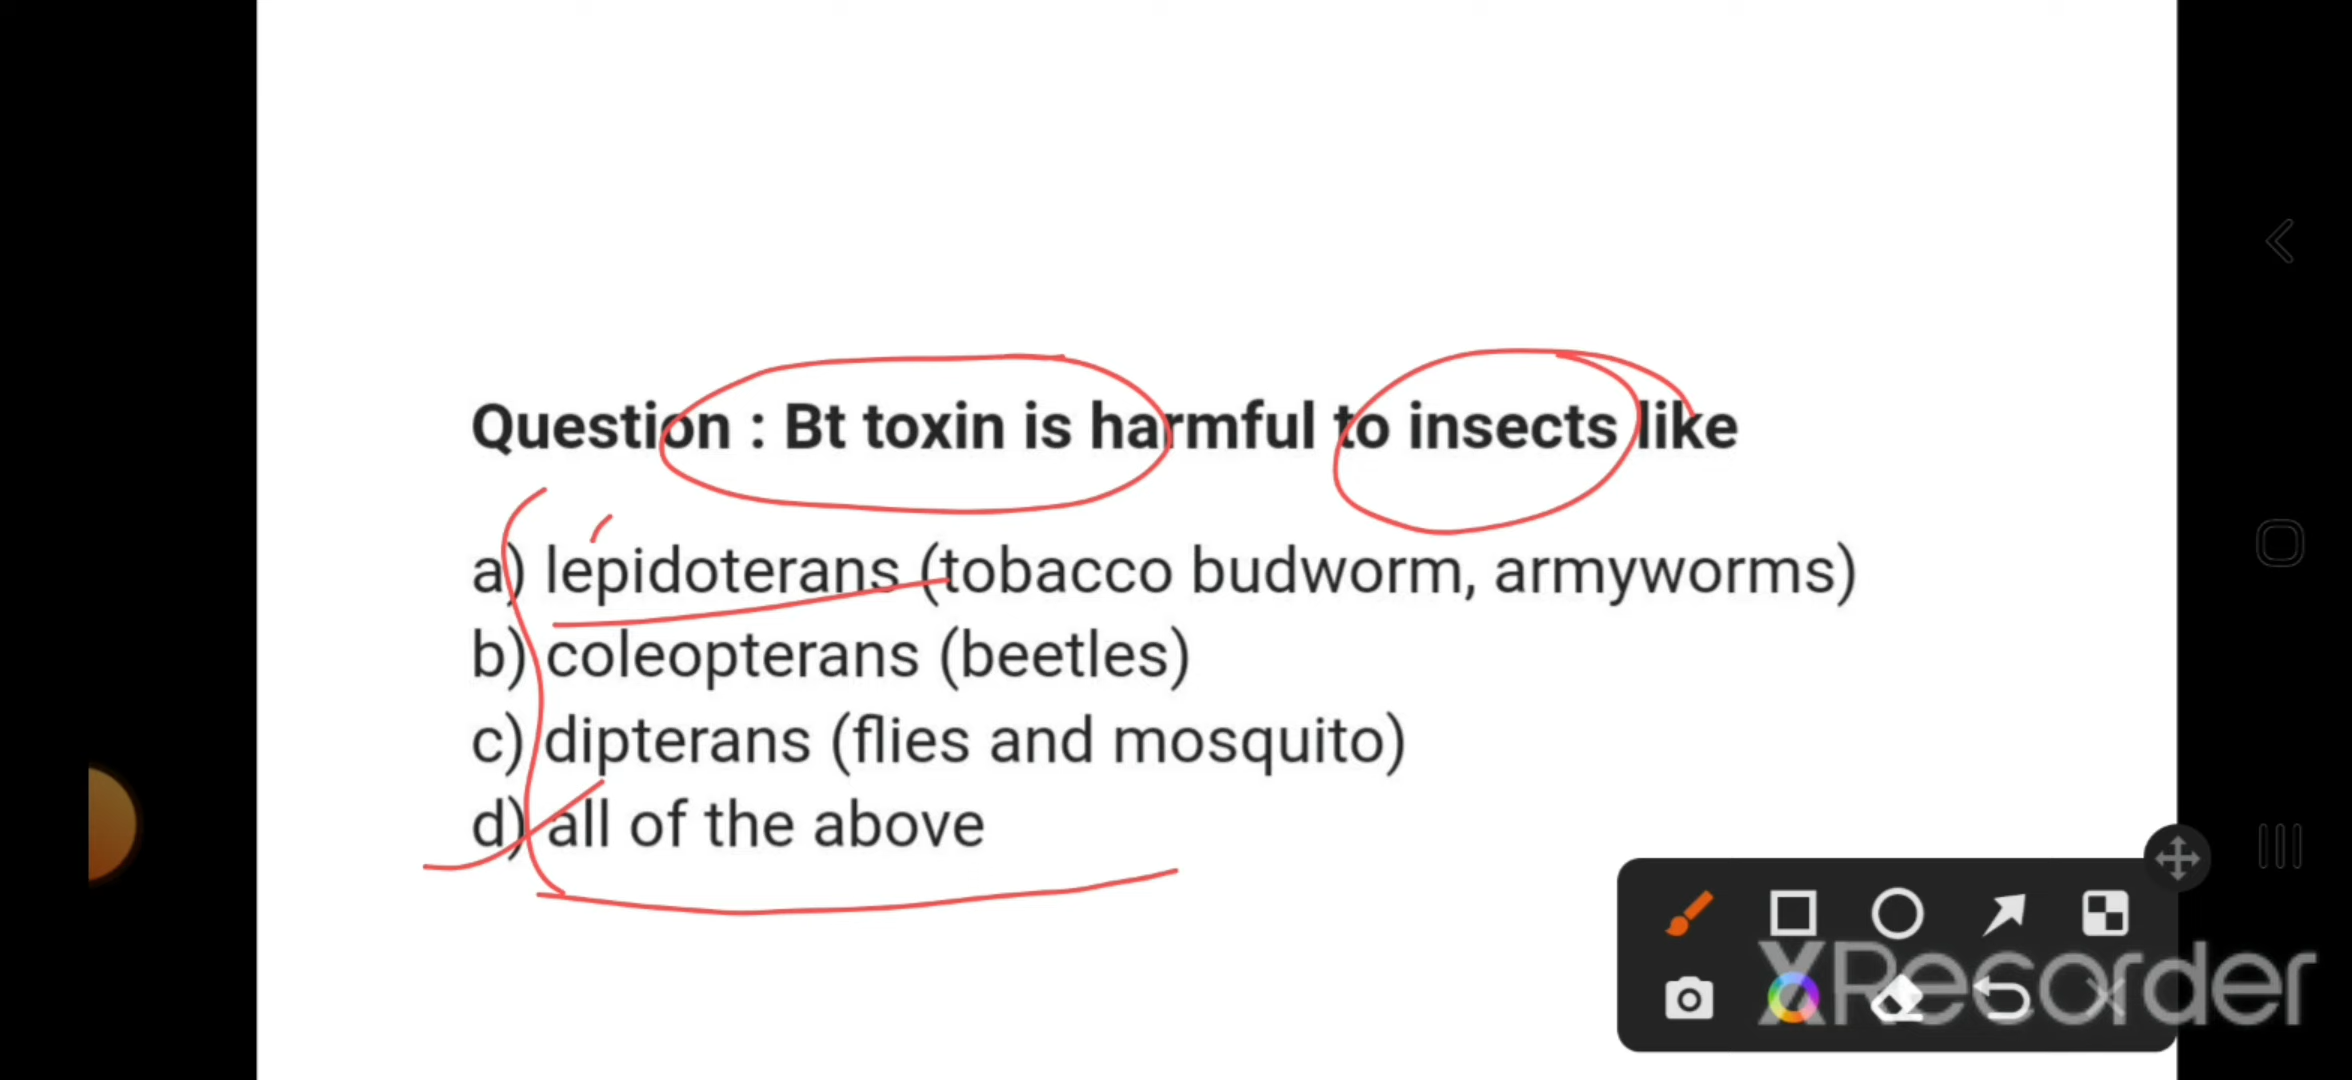 Question : Bt toxin is harmful to insects like
a) lepidoterans (tobacco budworm, armyworms)
b) coleopterans (beetles)
c) dipterans (flies and mosquito)
d) all of the above
XRecorder